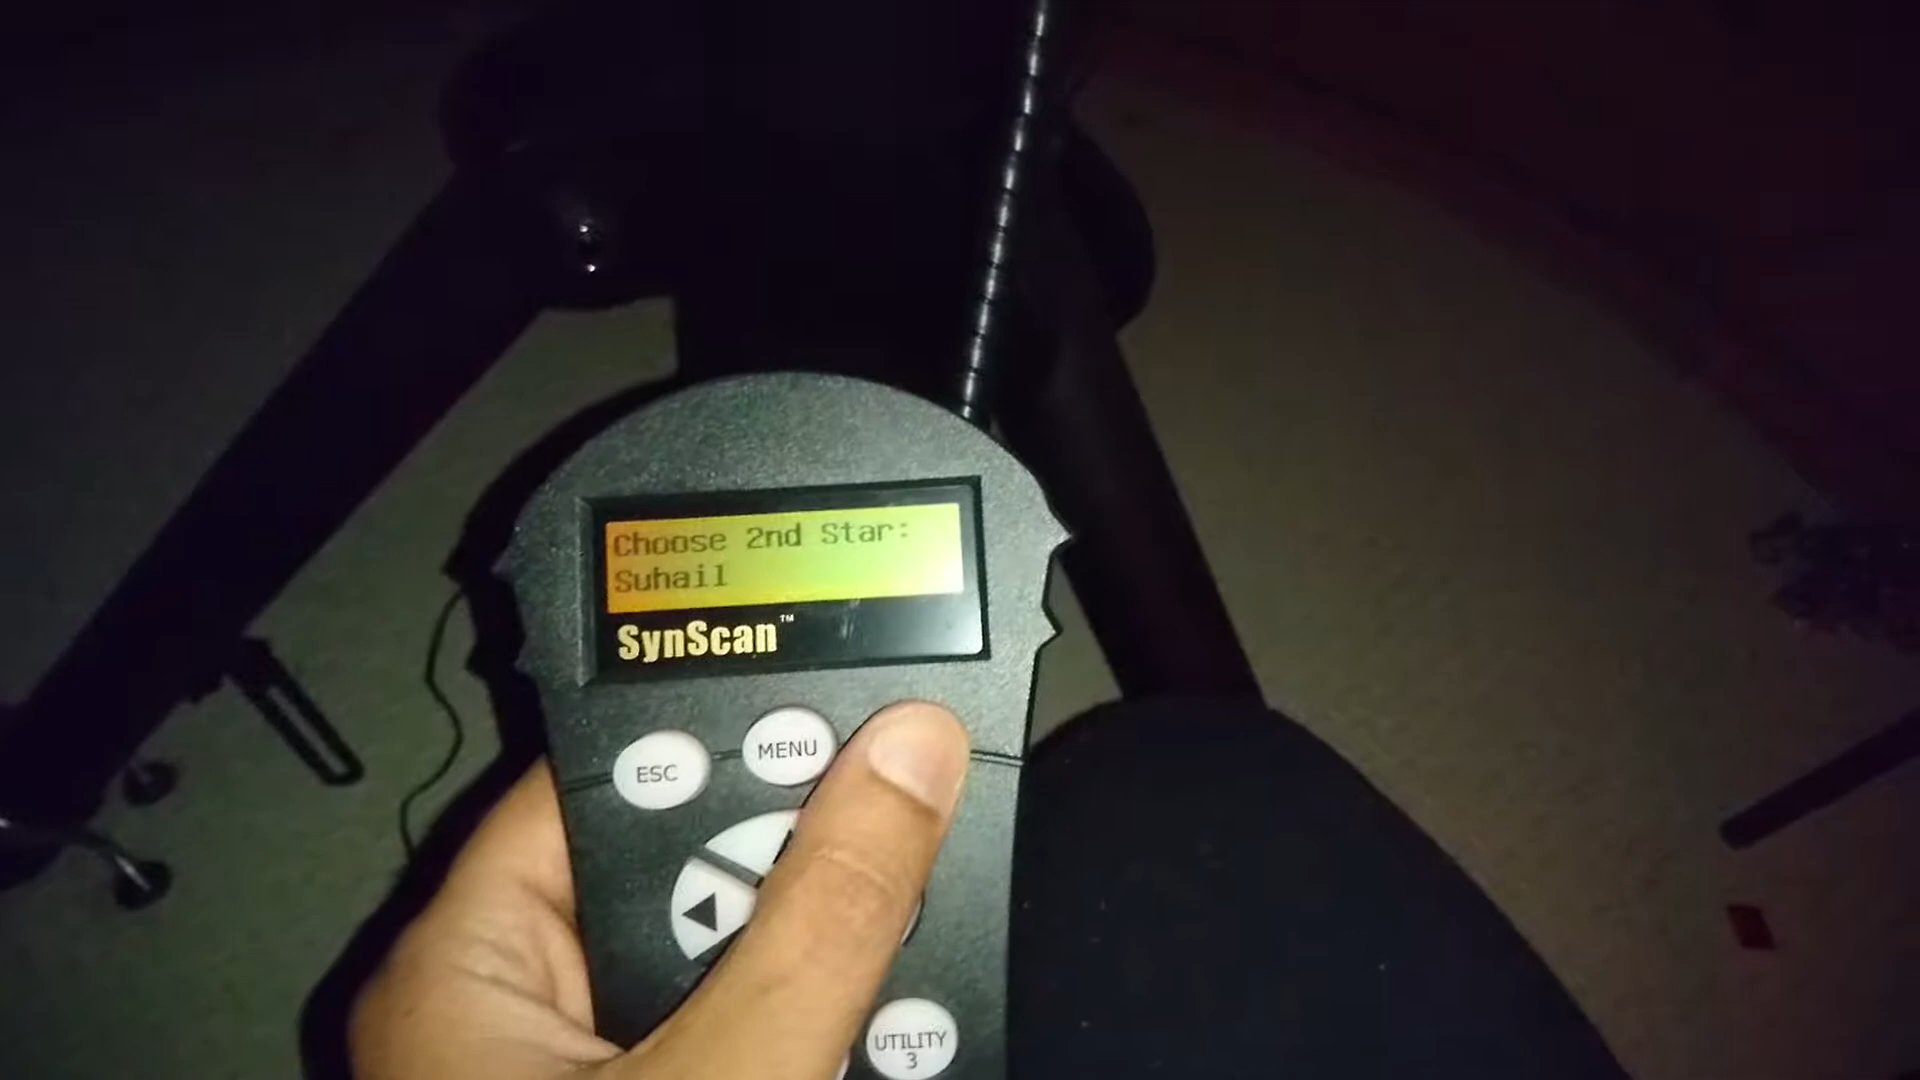 Choose 2nd Star:
Suhail
SynScan™
ESC
MENU
UTILITY
3